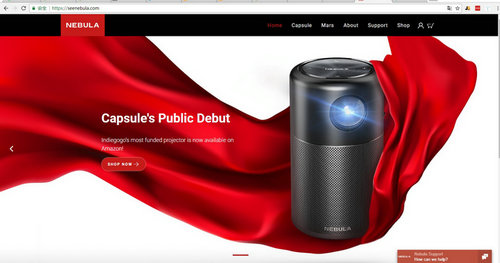 安全 | https://seenebula.com
NEBULA
Home Capsule Mars About Support Shop
Capsule's Public Debut
Indiegogo's most funded projector is now available on
Amazon!
SHOP NOW
NEBULA
NEBULA
Nebula Support
How can we help?